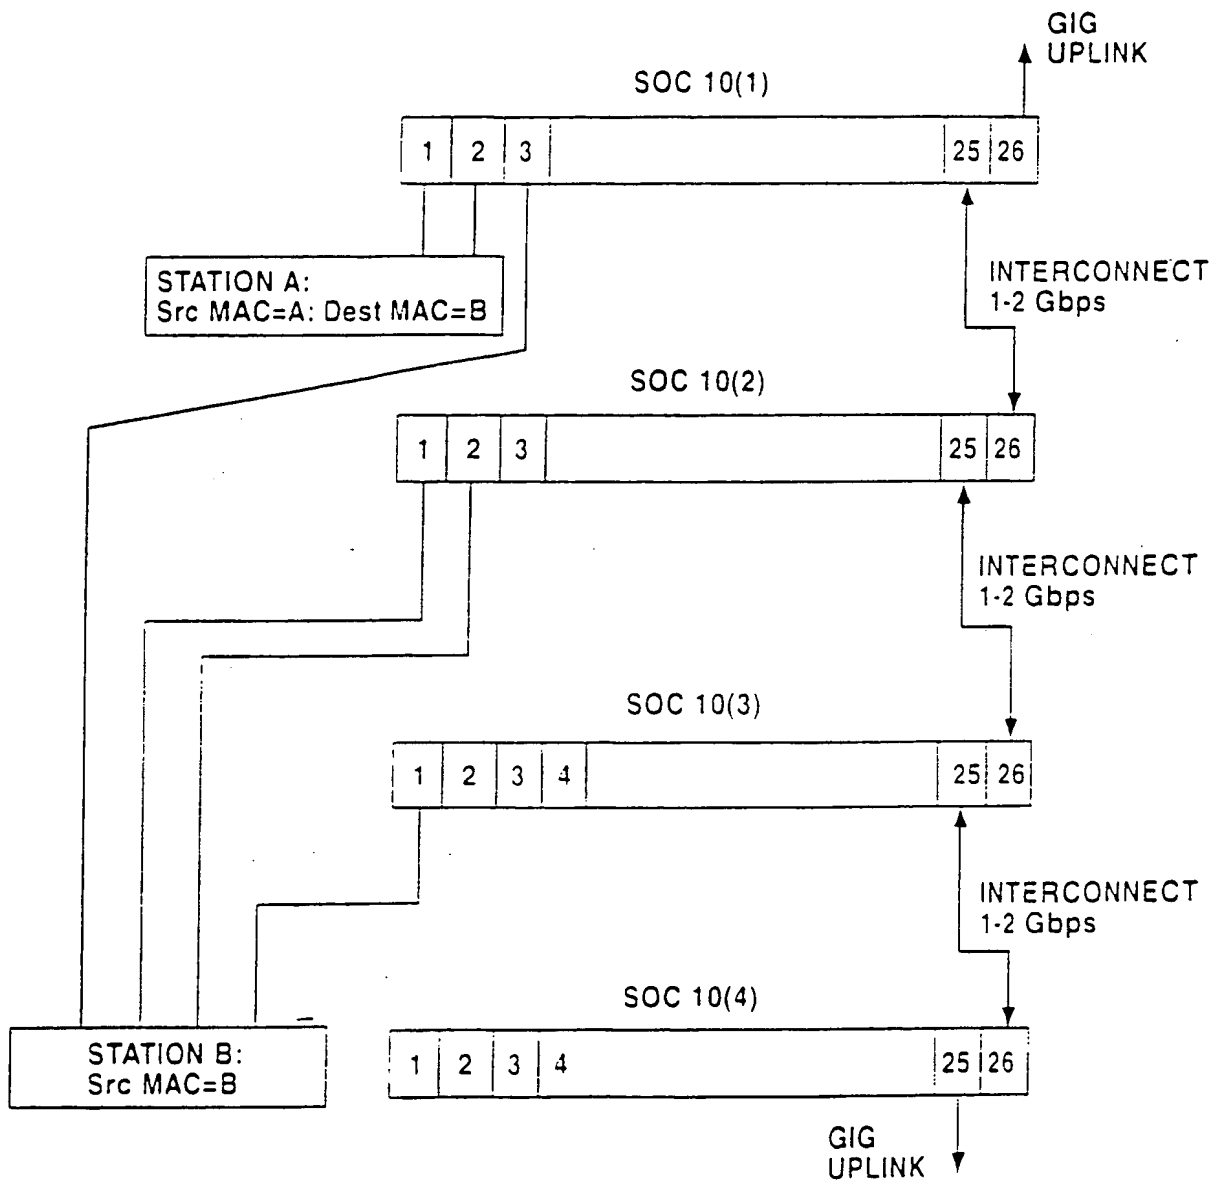 GIG
UPLINK
SOC 10(1)
1 2 3 25 26
STATION A:
Src MAC=A: Dest MAC=B
INTERCONNECT
1-2 Gbps
SOC 10(2)
1 2 3 25 26
INTERCONNECT
1-2 Gbps
SOC 10(3)
1 2 3 4 25 26
INTERCONNECT
1-2 Gbps
SOC 10(4)
STATION B:
Src MAC=B
1 2 3 4 25 26
GIG
UPLINK